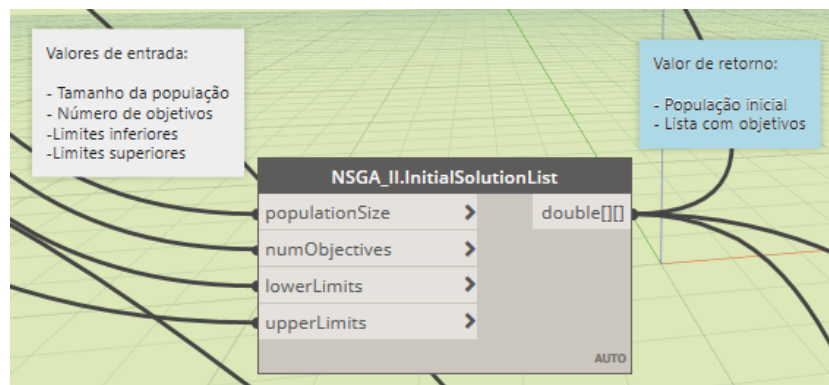 Valores de entrada:
- Tamanho da população
- Número de objetivos
-Limites inferiores
-Limites superiores
Valor de retorno:
- População inicial
- Lista com objetivos
NSGA_II.InitialSolutionList
populationSize >
double[][]
numObjectives >
lowerLimits >
upperLimits >
AUTO